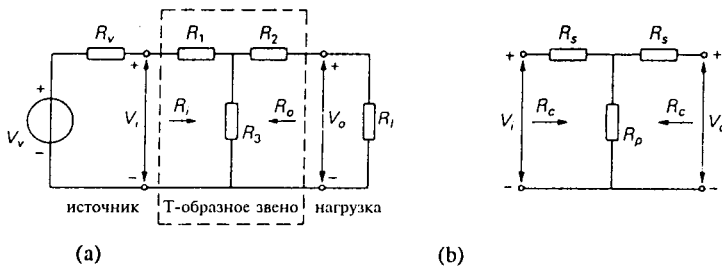 R_v R_1 R_2
+ + +
V_v V_i R_i R_3 R_o V_o R_l
- - -
источник Т-образное звено нагрузка
(a)
R_s R_s
+ +
V_i R_c R_p R_c V_o
- -
(b)